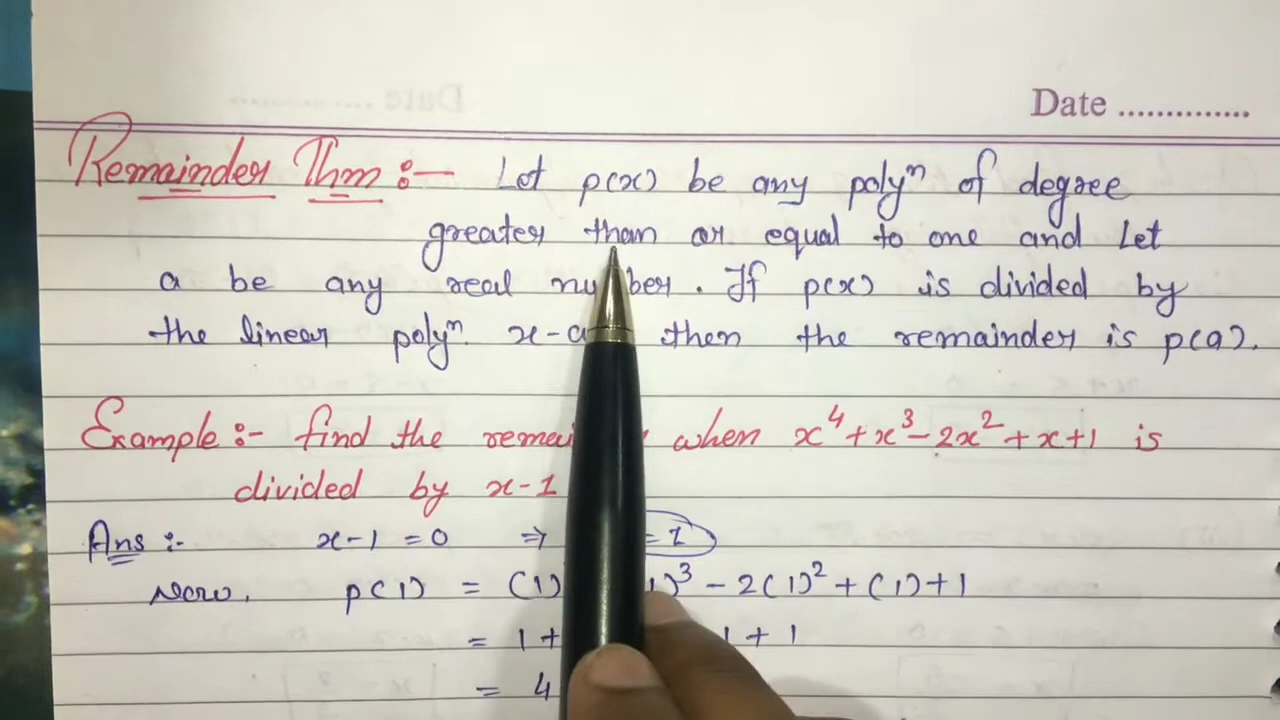 Date ..............
Remainder Thm :- Let p(x) be any polyⁿ of degree
greater than or equal to one and Let
a be any real number. If p(x) is divided by
the linear polyⁿ. x-a then the remainder is p(a).
Example :- find the when x⁴+x³-2x²+x+1 is
divided by x-1
Ans :- x-1 = 0 ⇒ = 1
Now, p(1) = (1) 1)³ - 2(1)² + (1)+1
= 1+ 1 + 1
= 4